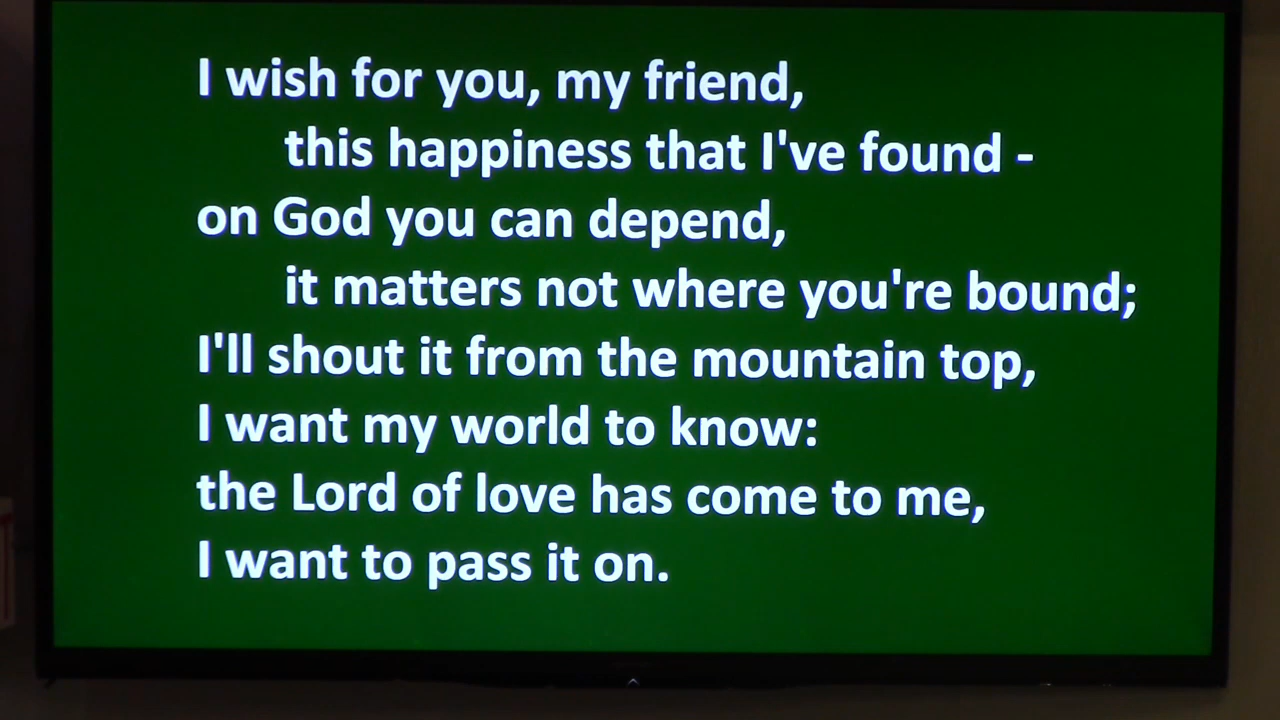 I wish for you, my friend,
this happiness that I've found -
on God you can depend,
it matters not where you're bound;
I'll shout it from the mountain top,
I want my world to know:
the Lord of love has come to me,
I want to pass it on.